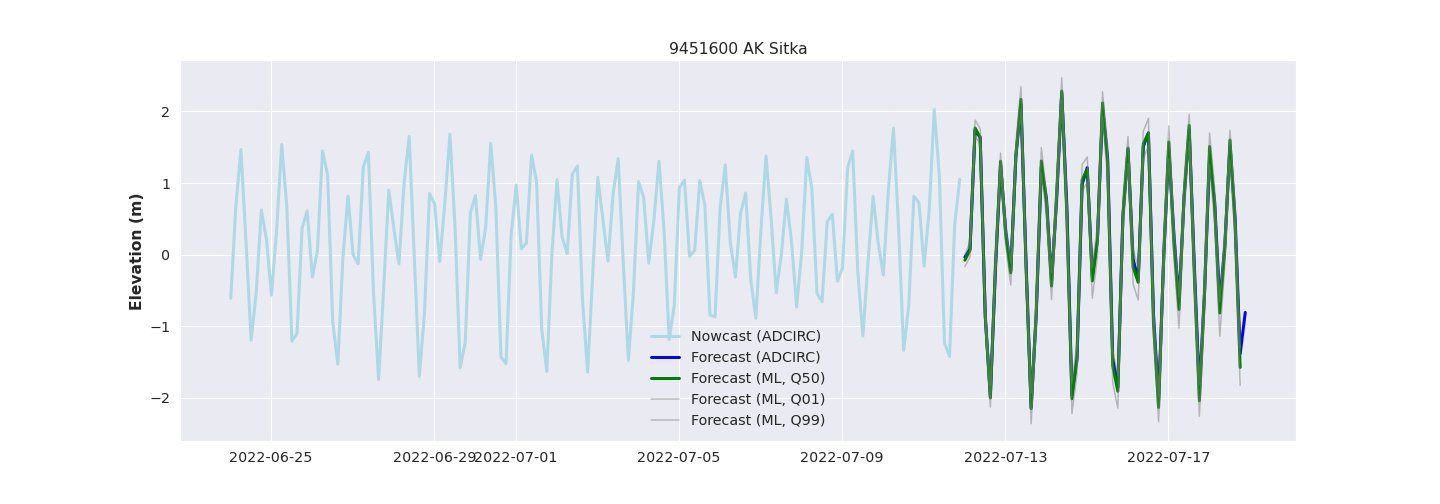 9451600 AK Sitka
Elevation (m)
2
1
0
−1
−2
Nowcast (ADCIRC)
Forecast (ADCIRC)
Forecast (ML, Q50)
Forecast (ML, Q01)
Forecast (ML, Q99)
2022-06-25 2022-06-29 2022-07-01 2022-07-05 2022-07-09 2022-07-13 2022-07-17